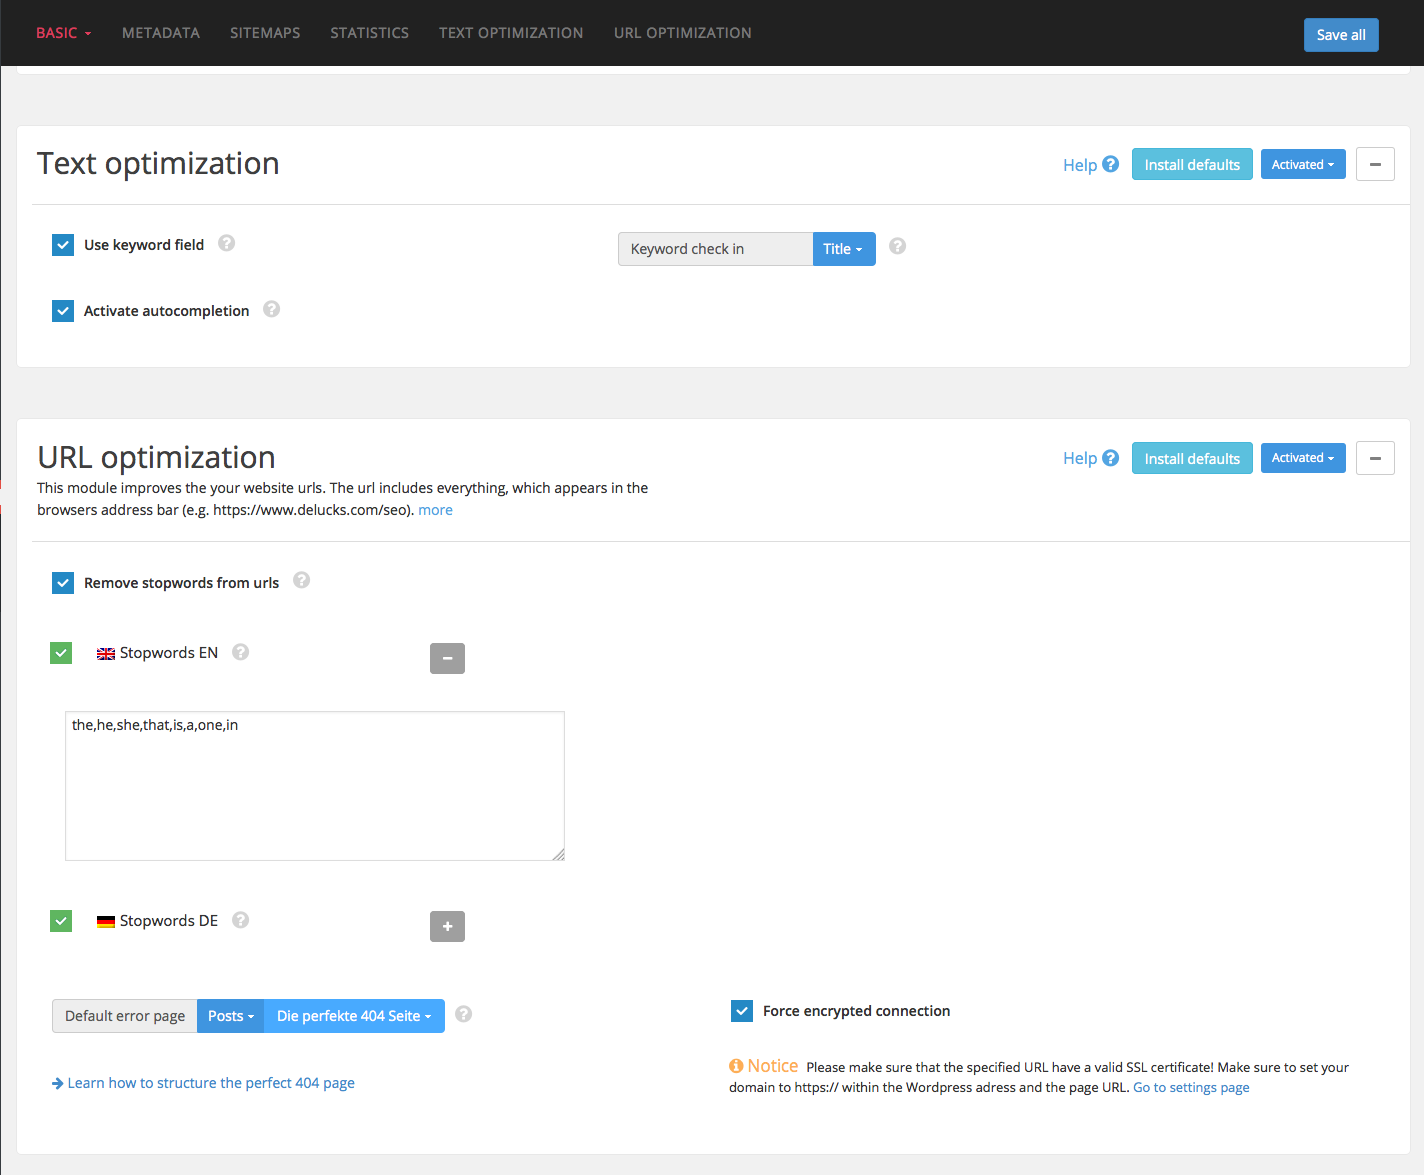 BASIC METADATA SITEMAPS STATISTICS TEXT OPTIMIZATION URL OPTIMIZATION Save all
Text optimization Help Install defaults Activated
Use keyword field Keyword check in Title
Activate autocompletion
URL optimization Help Install defaults Activated
This module improves the your website urls. The url includes everything, which appears in the
browsers address bar (e.g. https://www.delucks.com/seo). more
Remove stopwords from urls
Stopwords EN
the,he,she,that,is,a,one,in
Stopwords DE
Default error page Posts Die perfekte 404 Seite
Force encrypted connection
Learn how to structure the perfect 404 page
Notice Please make sure that the specified URL have a valid SSL certificate! Make sure to set your
domain to https:// within the Wordpress adress and the page URL. Go to settings page